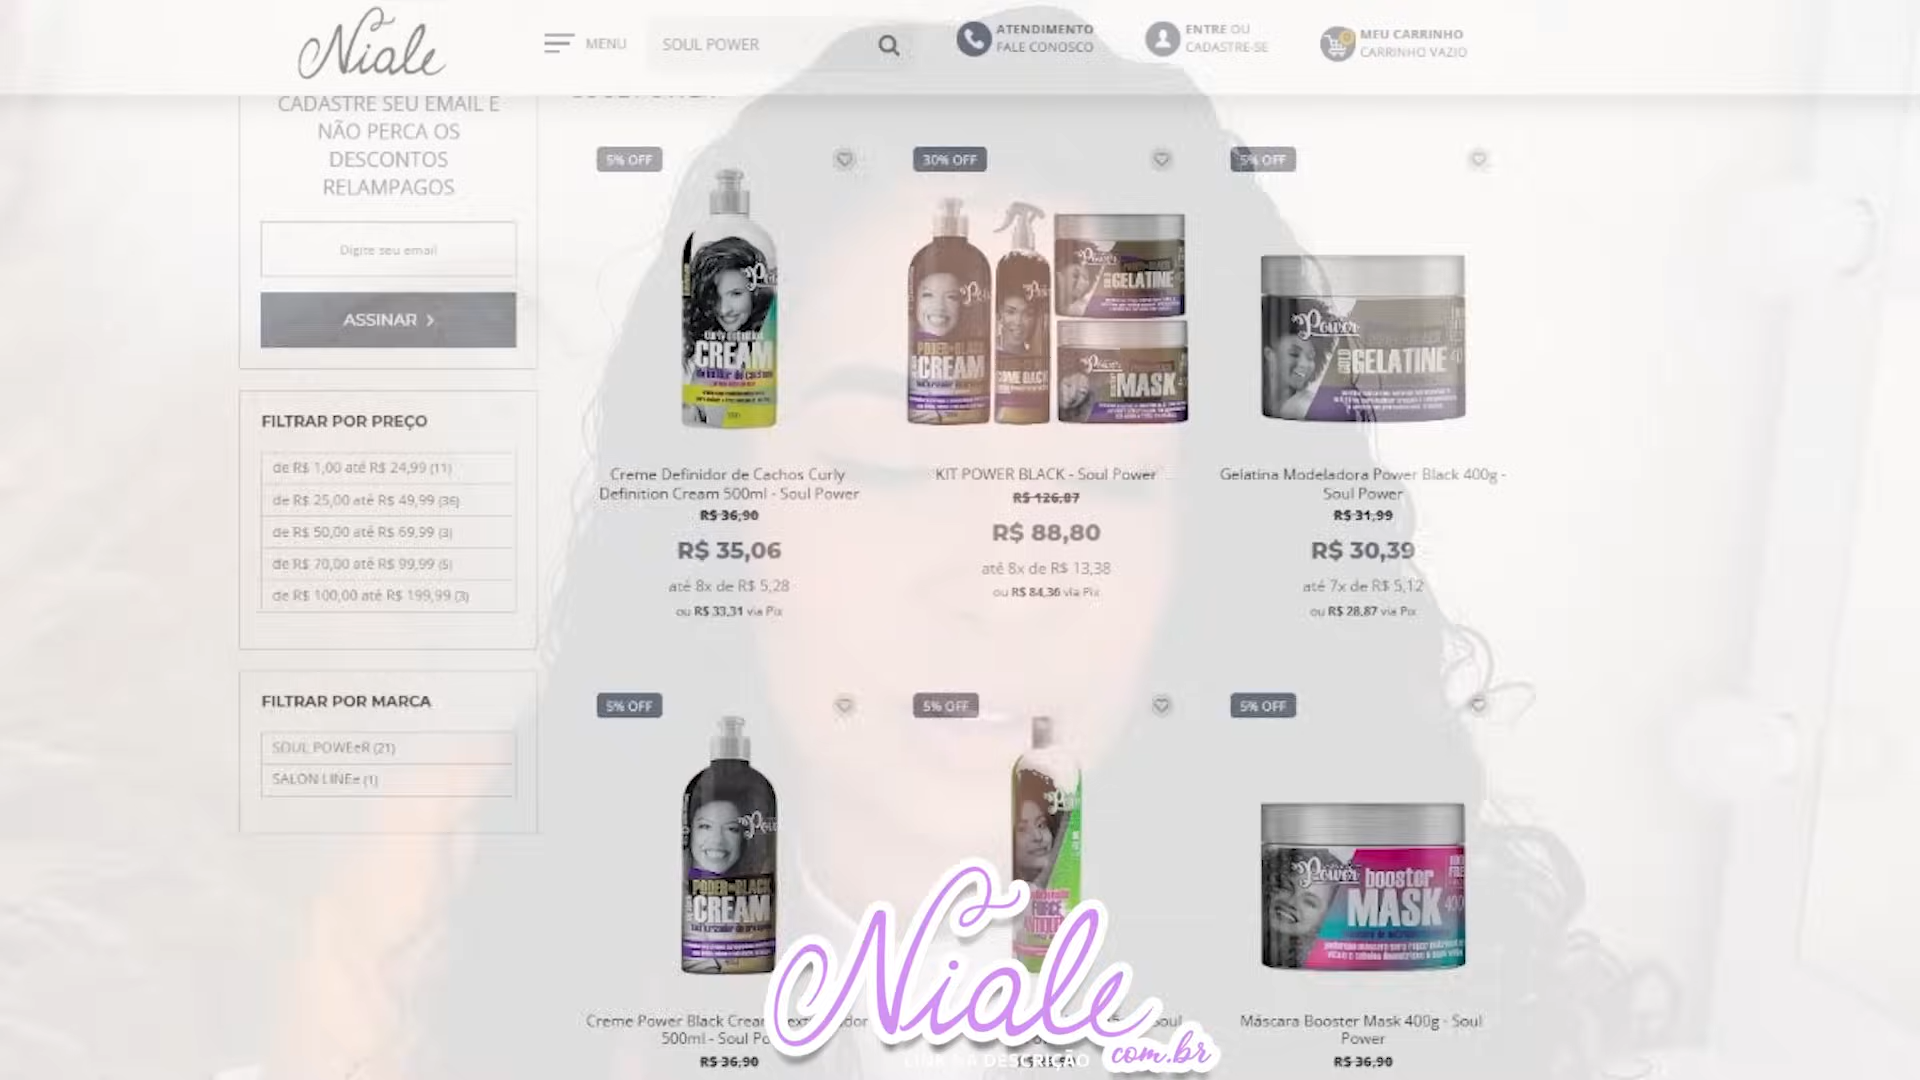 Niale
MENU
SOUL POWER
ATENDIMENTO
FALE CONOSCO
ENTRE OU
CADASTRE-SE
MEU CARRINHO
CARRINHO VAZIO
CADASTRE SEU EMAIL E
NÃO PERCA OS
DESCONTOS
RELAMPAGOS
Digite seu email
ASSINAR >
FILTRAR POR PREÇO
de R$ 1,00 até R$ 24,99 (11)
de R$ 25,00 até R$ 49,99 (36)
de R$ 50,00 até R$ 69,99 (3)
de R$ 70,00 até R$ 99,99 (5)
de R$ 100,00 até R$ 199,99 (3)
FILTRAR POR MARCA
SOUL POWEeR (21)
SALON LINEe (1)
5% OFF
CREAM
Creme Definidor de Cachos Curly
Definition Cream 500ml - Soul Power
R$ 36,90
R$ 35,06
até 8x de R$ 5,28
ou R$ 33,31 via Pix
30% OFF
CREAM
GELATINE
MASK
KIT POWER BLACK - Soul Power
R$ 126,87
R$ 88,80
até 8x de R$ 13,38
ou R$ 84,36 via Pix
5% OFF
Power
GELATINE
Gelatina Modeladora Power Black 400g -
Soul Power
R$ 31,99
R$ 30,39
até 7x de R$ 5,12
ou R$ 28,87 via Pix
5% OFF
PODER BLACK
CREAM
Creme Power Black
500ml - Soul
R$ 36,90
5% OFF
FORCE
Soul
5% OFF
Power
booster
MASK
Máscara Booster Mask 400g - Soul
Power
R$ 36,90
Niale
com.br
LINK NA DESCRIÇÃO